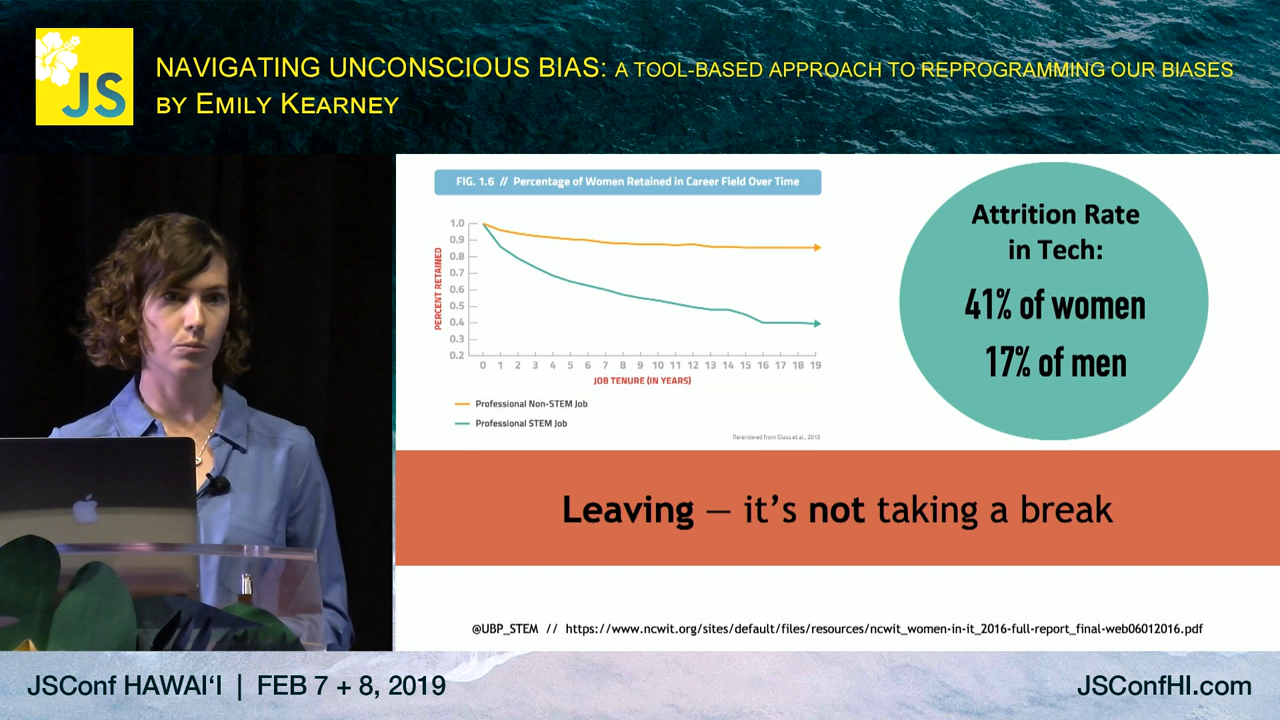 JS
NAVIGATING UNCONSCIOUS BIAS: A TOOL-BASED APPROACH TO REPROGRAMMING OUR BIASES
BY EMILY KEARNEY
FIG. 1.6 // Percentage of Women Retained in Career Field Over Time
PERCENT RETAINED
1.0
0.9
0.8
0.7
0.6
0.5
0.4
0.3
0.2
0 1 2 3 4 5 6 7 8 9 10 11 12 13 14 15 16 17 18 19
JOB TENURE (IN YEARS)
Professional Non-STEM Job
Professional STEM Job
Rerendered from Glass et al., 2013
Attrition Rate
in Tech:
41% of women
17% of men
Leaving — it's not taking a break
@UBP_STEM // https://www.ncwit.org/sites/default/files/resources/ncwit_women-in-it_2016-full-report_final-web06012016.pdf
JSConf HAWAI‘I | FEB 7 + 8, 2019
JSConfHI.com